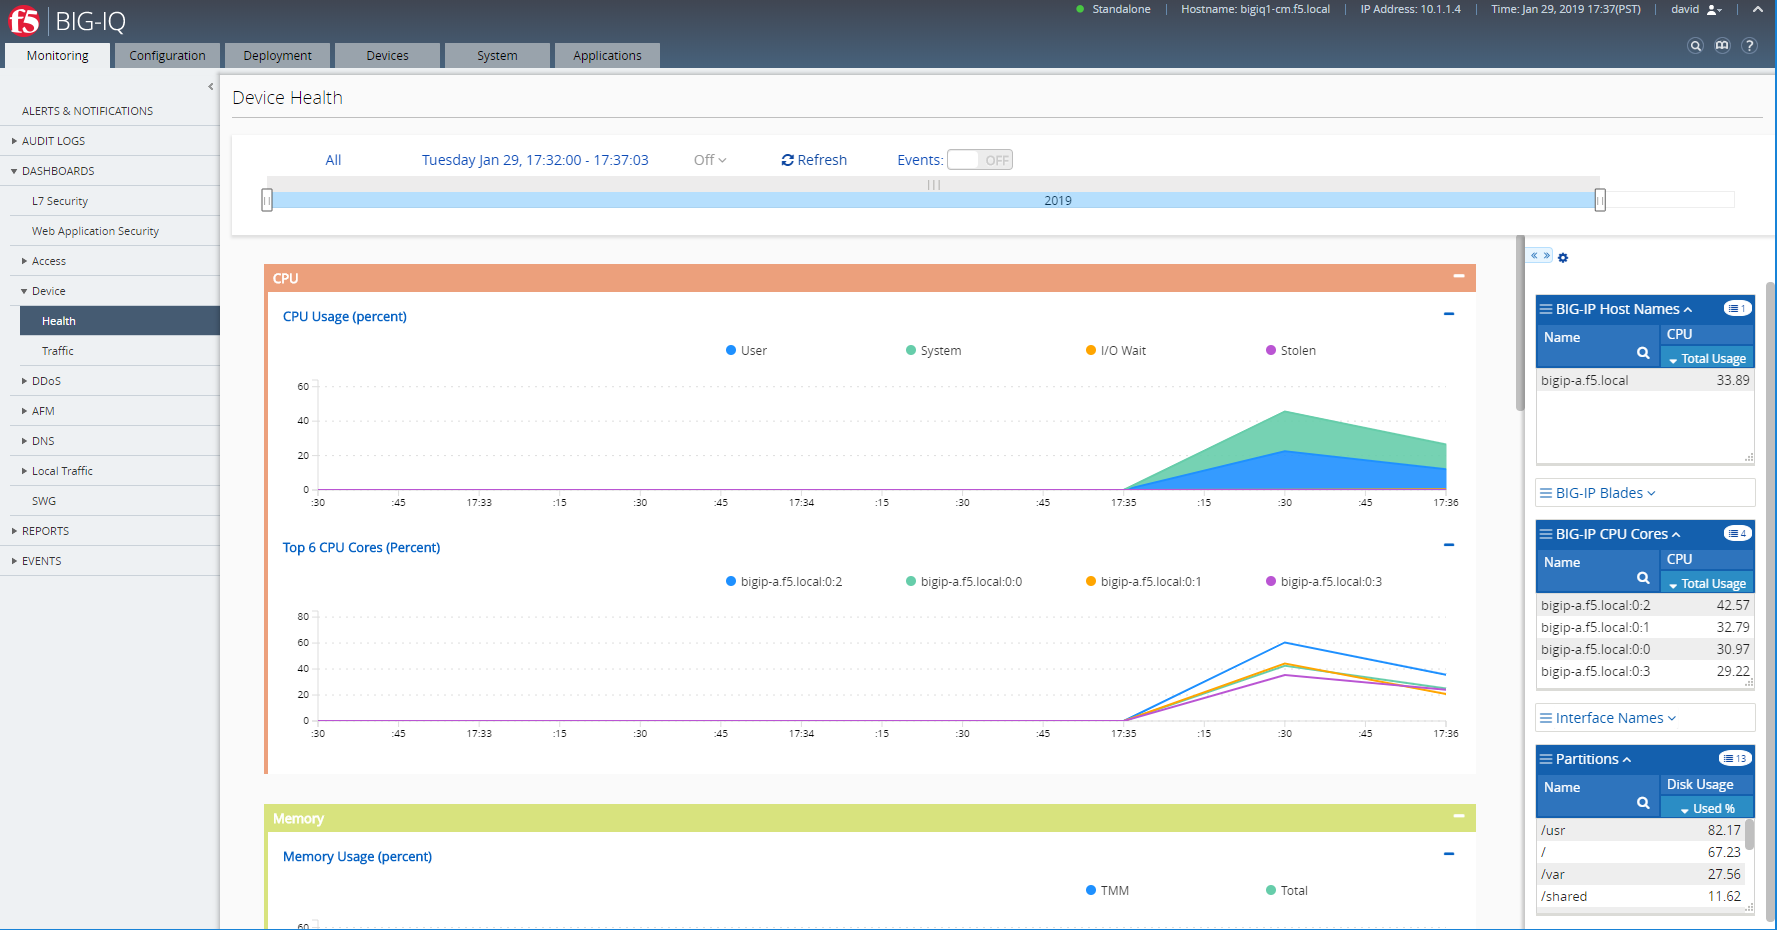 f5 BIG-IQ
Standalone Hostname: bigiq1-cm.f5.local IP Address: 10.1.1.4 Time: Jan 29, 2019 17:37(PST) david
Monitoring Configuration Deployment Devices System Applications
ALERTS & NOTIFICATIONS
AUDIT LOGS
DASHBOARDS
L7 Security
Web Application Security
Access
Device
Health
Traffic
DDoS
AFM
DNS
Local Traffic
SWG
REPORTS
EVENTS
Device Health
All Tuesday Jan 29, 17:32:00 - 17:37:03 Off Refresh Events: OFF
2019
CPU
CPU Usage (percent)
User System I/O Wait Stolen
60
40
20
0
:30 :45 17:33 :15 :30 :45 17:34 :15 :30 :45 17:35 :15 :30 :45 17:36
Top 6 CPU Cores (Percent)
bigip-a.f5.local:0:2 bigip-a.f5.local:0:0 bigip-a.f5.local:0:1 bigip-a.f5.local:0:3
80
60
40
20
0
:30 :45 17:33 :15 :30 :45 17:34 :15 :30 :45 17:35 :15 :30 :45 17:36
Memory
Memory Usage (percent)
TMM Total
60
« »
BIG-IP Host Names 1
Name CPU
Total Usage
bigip-a.f5.local 33.89
BIG-IP Blades
BIG-IP CPU Cores 4
Name CPU
Total Usage
bigip-a.f5.local:0:2 42.57
bigip-a.f5.local:0:1 32.79
bigip-a.f5.local:0:0 30.97
bigip-a.f5.local:0:3 29.22
Interface Names
Partitions 13
Name Disk Usage
Used %
/usr 82.17
/ 67.23
/var 27.56
/shared 11.62